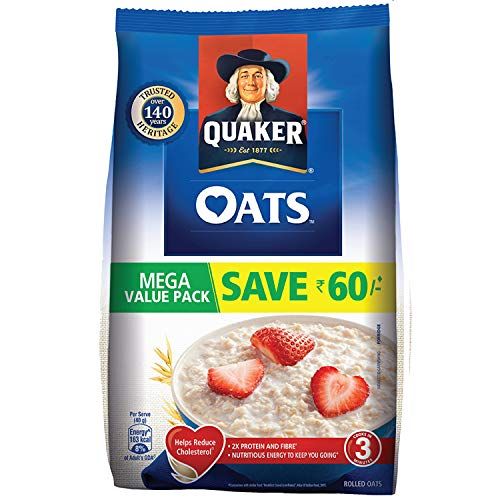 TRUSTED
over
140
years
HERITAGE
QUAKER
Est 1877
OATS™
MEGA
VALUE PACK
SAVE ₹60/-
Per Serve
(40 g)
Energy
163 kcal
8%
of Adult's GDA
Helps Reduce
Cholesterol
• 2X PROTEIN AND FIBRE
• NUTRITIOUS ENERGY TO KEEP YOU GOING
COOKS IN
3
MINUTES
ROLLED OATS